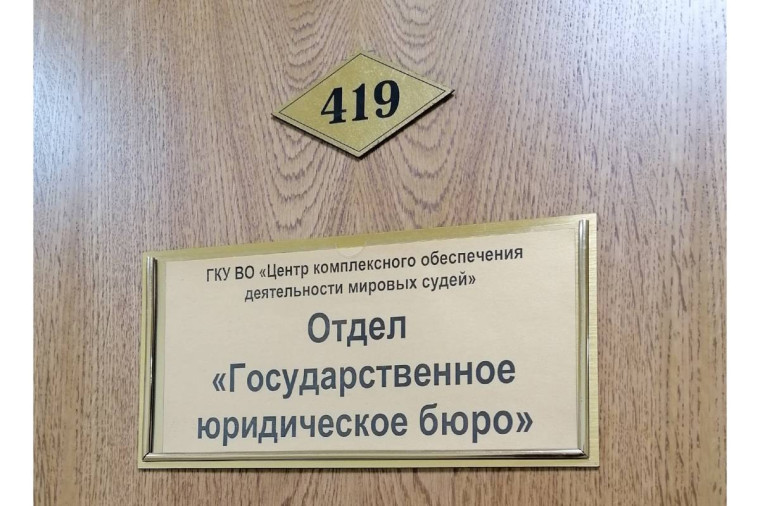 419
ГКУ ВО «Центр комплексного обеспечения
деятельности мировых судей»
Отдел
«Государственное
юридическое бюро»